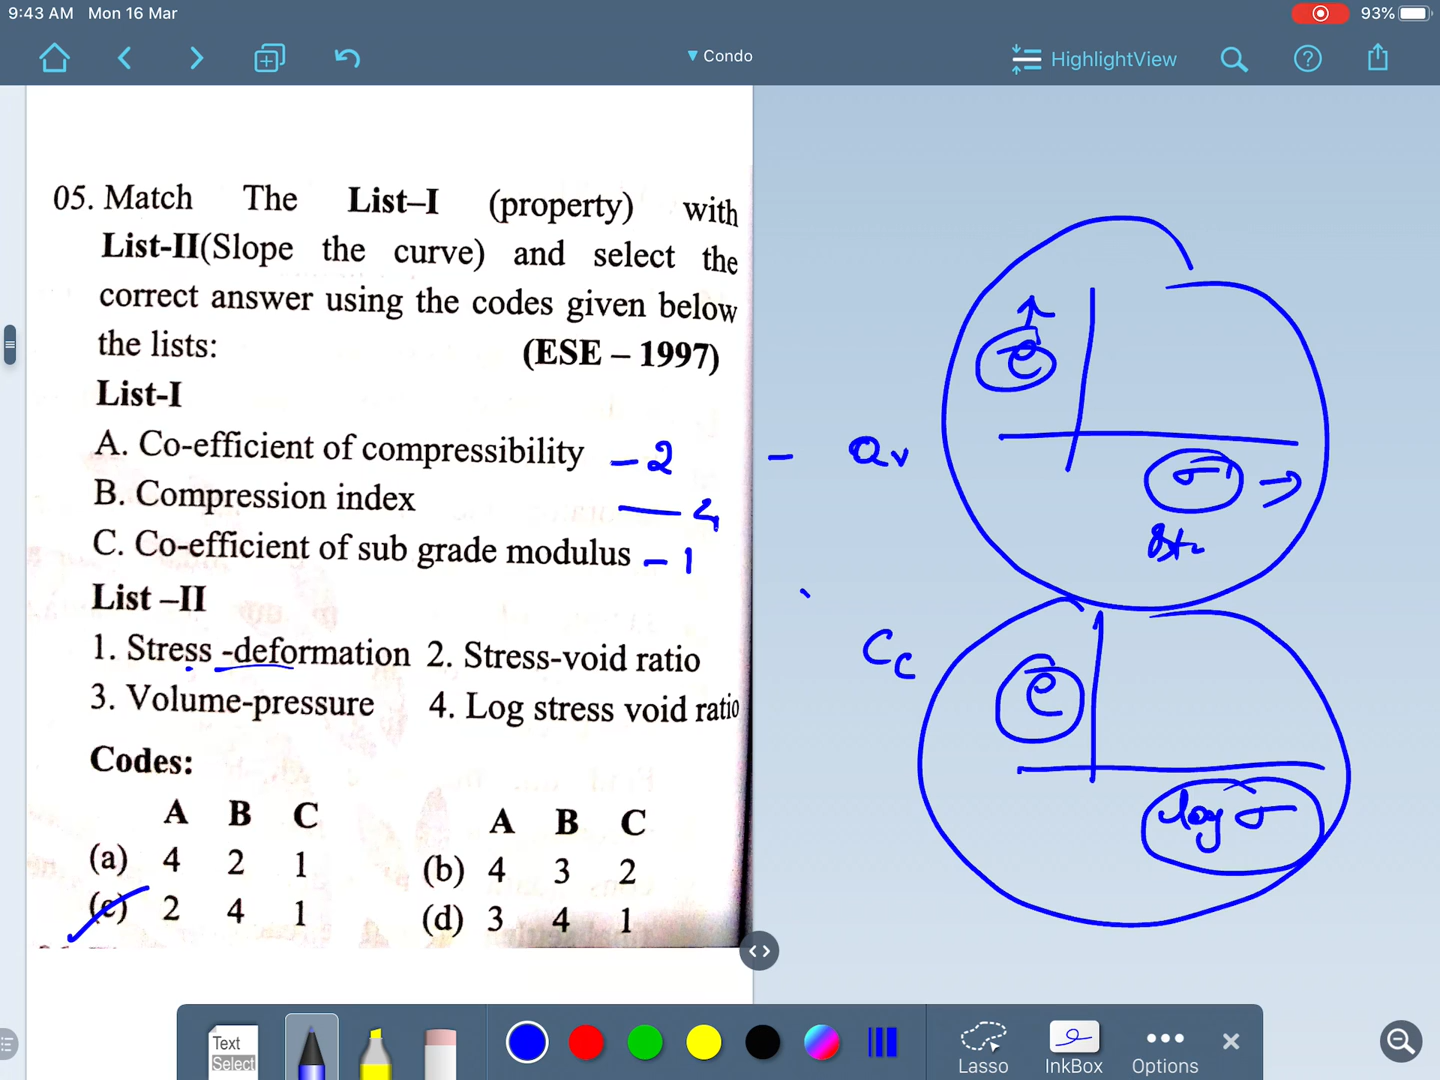 9:43 AM Mon 16 Mar
93%
▼ Condo
HighlightView
05. Match The List–I (property) with
List-II(Slope the curve) and select the
correct answer using the codes given below
the lists: (ESE – 1997)
List-I
A. Co-efficient of compressibility – 2
B. Compression index — 4
C. Co-efficient of sub grade modulus – 1
List –II
1. Stress -deformation 2. Stress-void ratio
3. Volume-pressure 4. Log stress void ratio
Codes:
A B C
A B C
(a) 4 2 1
(b) 4 3 2
(c) 2 4 1
(d) 3 4 1
e
- av
σ̄
e
Cc
log σ̄
Text
Select
Lasso
InkBox
Options